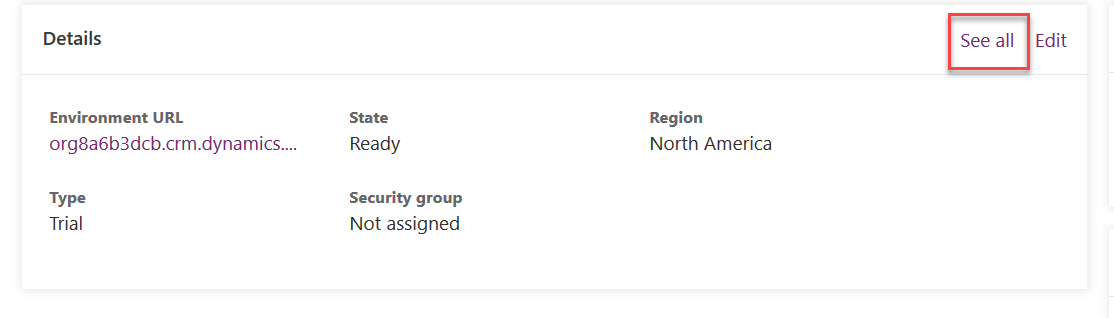 Details
See all Edit
Environment URL State Region
org8a6b3dcb.crm.dynamics.... Ready North America
Type Security group
Trial Not assigned